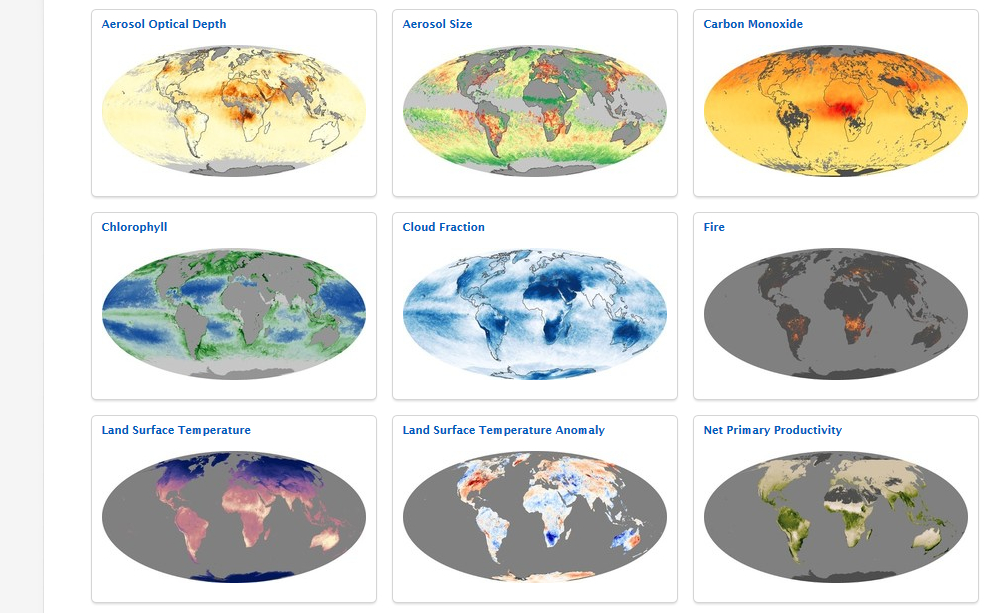 Aerosol Optical Depth
Aerosol Size
Carbon Monoxide
Chlorophyll
Cloud Fraction
Fire
Land Surface Temperature
Land Surface Temperature Anomaly
Net Primary Productivity